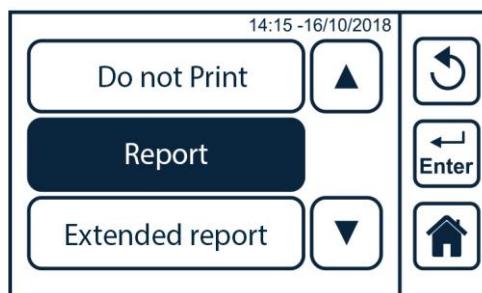 14:15 -16/10/2018
Do not Print
Report
Enter
Extended report